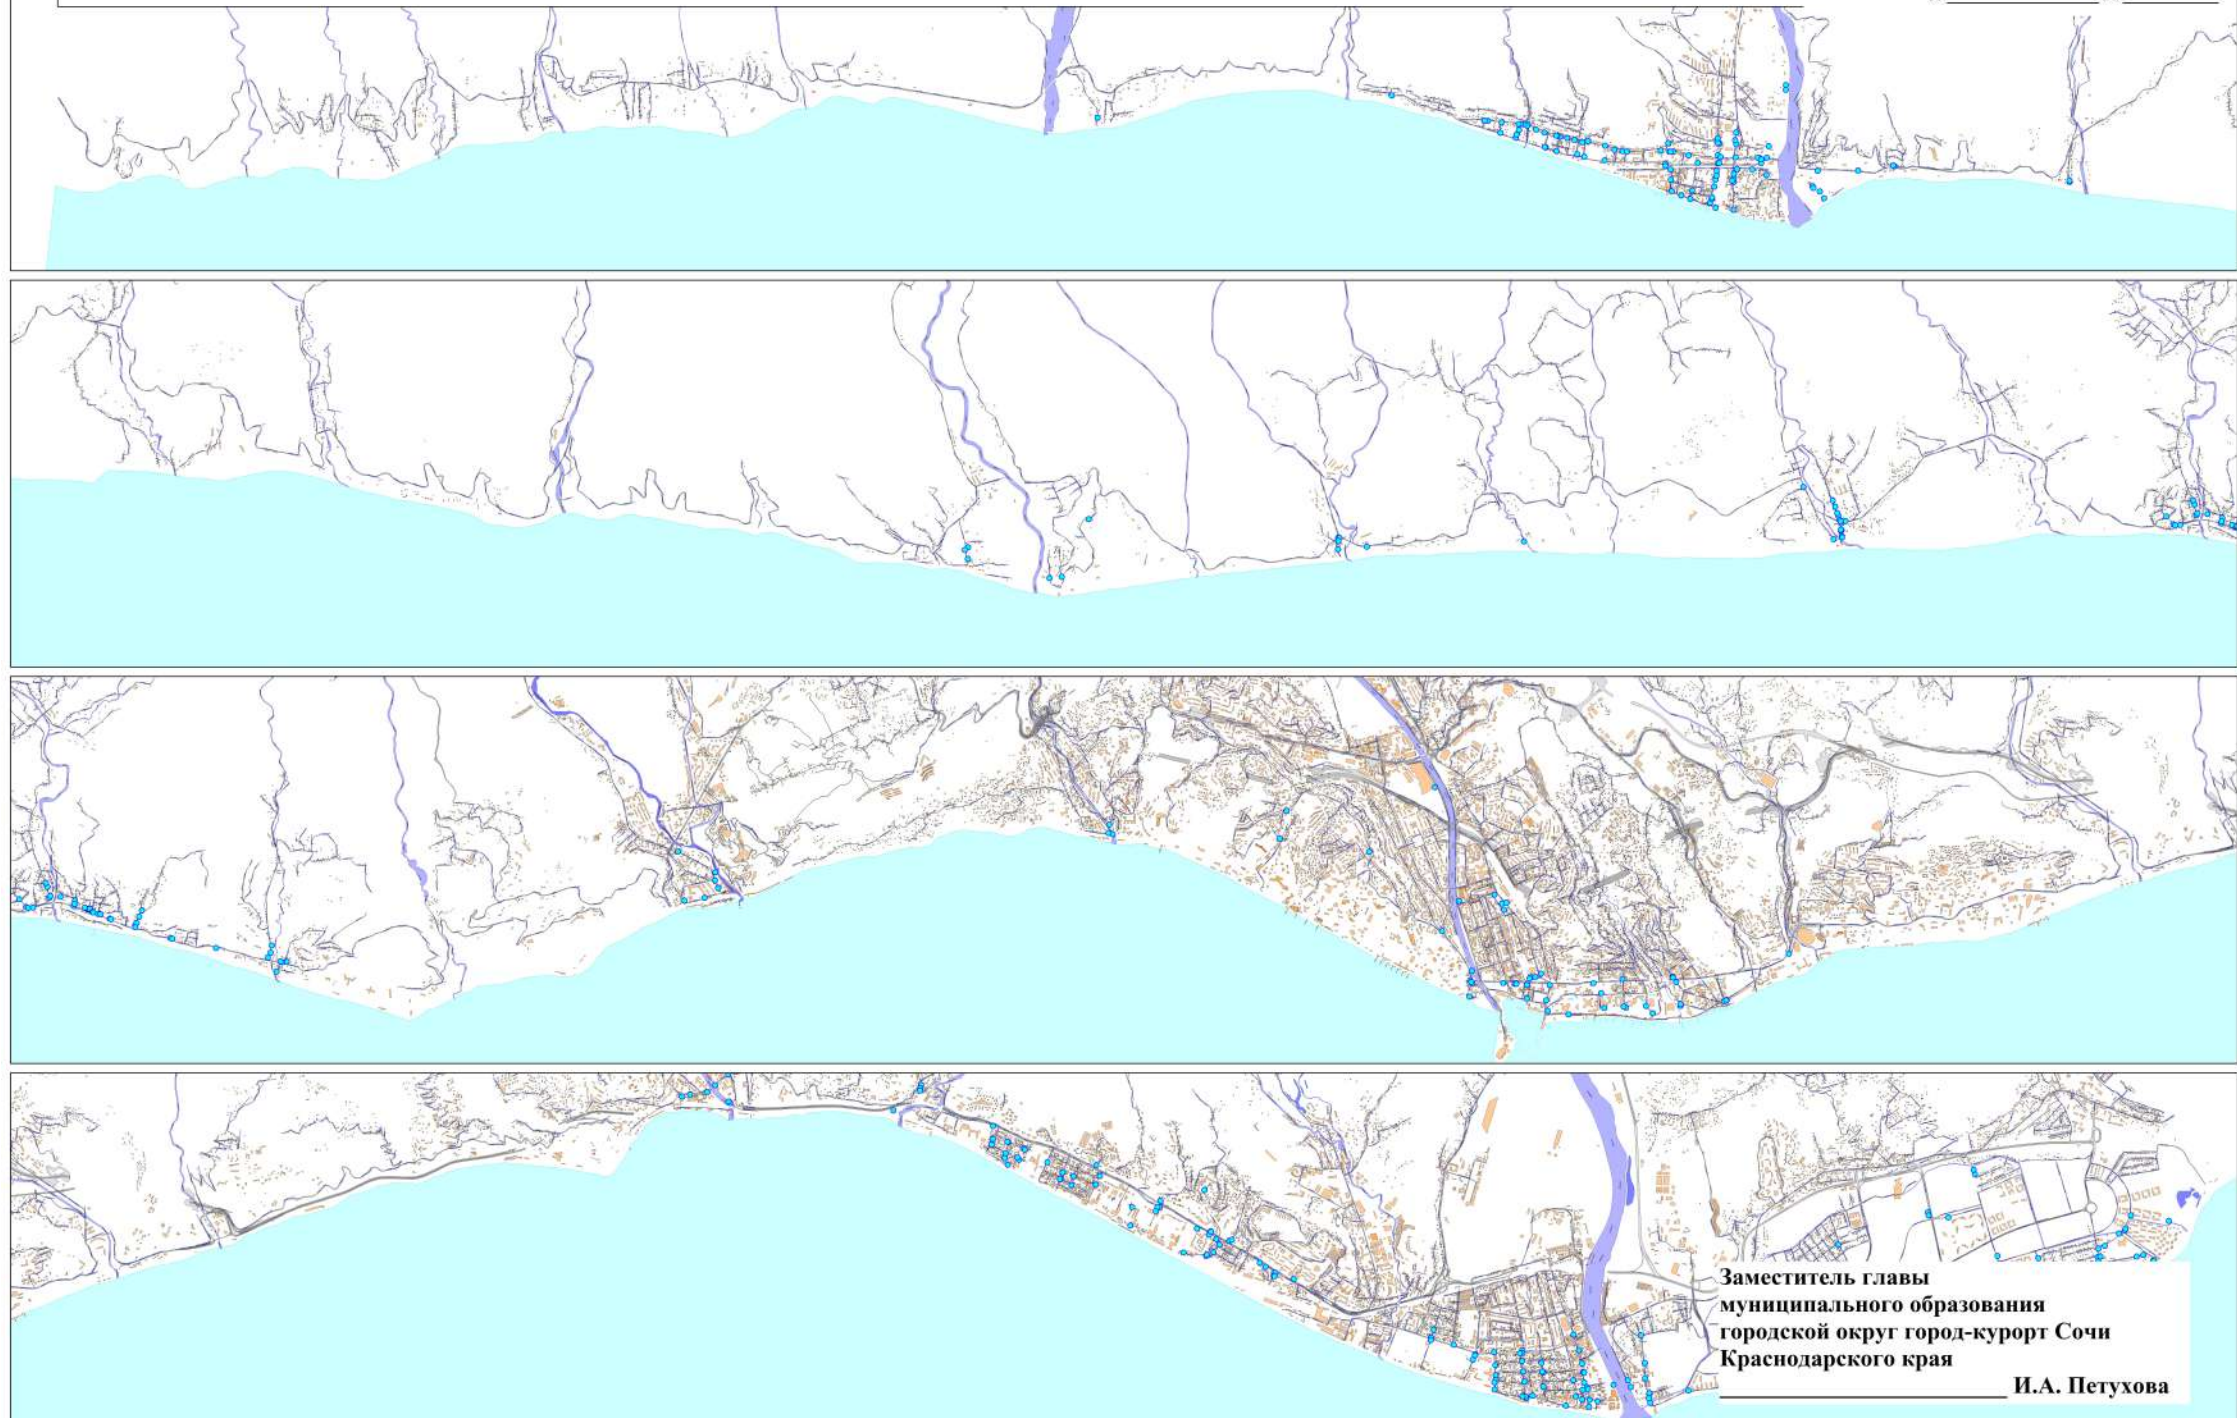 Заместитель главы
муниципального образования
городской округ город-курорт Сочи
Краснодарского края
И.А. Петухова